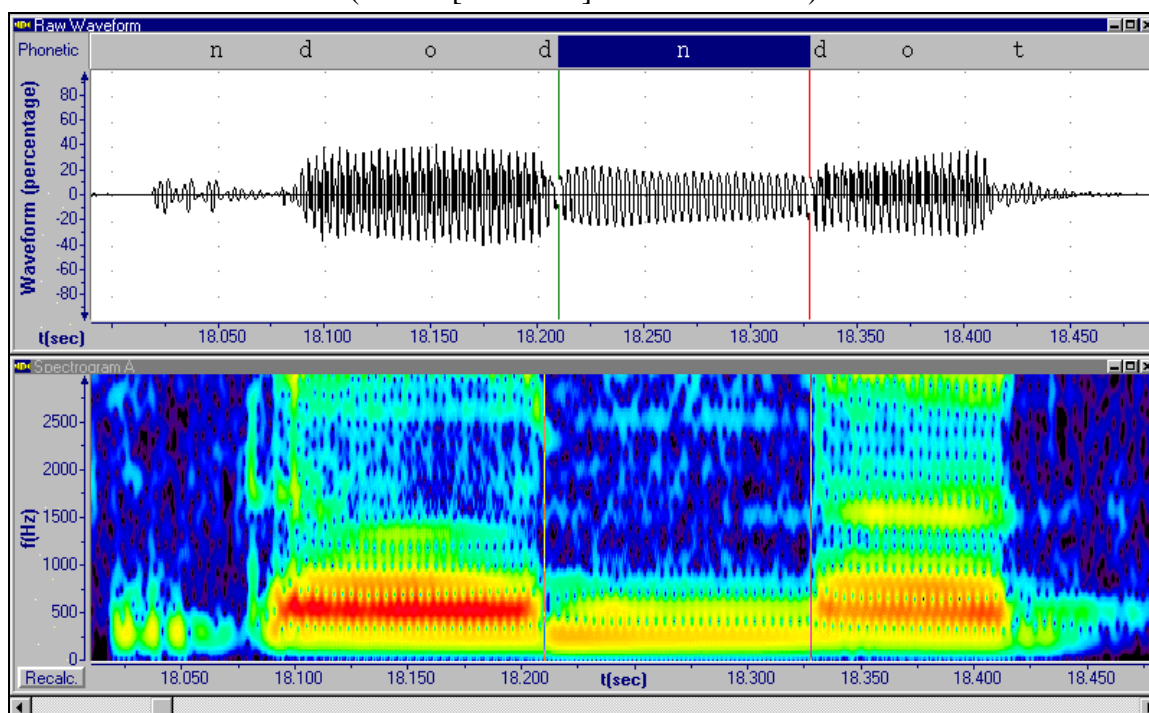 Raw Waveform
Phonetic n d o d n d o t
Waveform (percentage)
80
60
40
20
0
-20
-40
-60
-80
t(sec) 18.050 18.100 18.150 18.200 18.250 18.300 18.350 18.400 18.450
Spectrogram A
f(Hz)
2500
2000
1500
1000
500
0
Recalc. 18.050 18.100 18.150 18.200 t(sec) 18.300 18.350 18.400 18.450